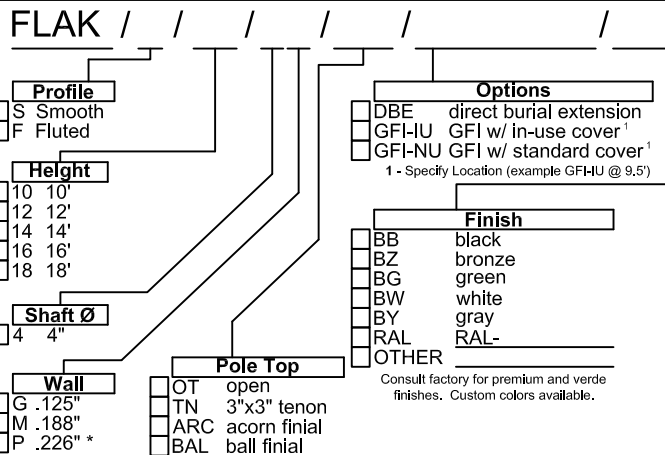 FLAK / / / / / /
Profile
S Smooth
F Fluted
Height
10 10'
12 12'
14 14'
16 16'
18 18'
Shaft Ø
4 4"
Wall
G .125"
M .188"
P .226" *
Pole Top
OT open
TN 3"x3" tenon
ARC acorn finial
BAL ball finial
Options
DBE direct burial extension
GFI-IU GFI w/ in-use cover ¹
GFI-NU GFI w/ standard cover ¹
1 - Specify Location (example GFI-IU @ 9.5')
Finish
BB black
BZ bronze
BG green
BW white
BY gray
RAL RAL-
OTHER
Consult factory for premium and verde
finishes. Custom colors available.